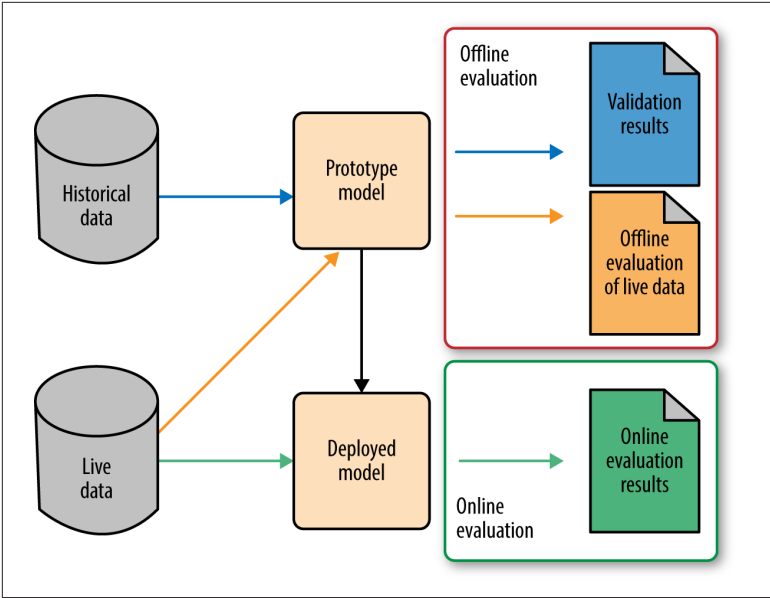 Offline
evaluation
Validation
results
Historical
data
Prototype
model
Offline
evaluation
of live data
Live
data
Deployed
model
Online
evaluation
Online
evaluation
results